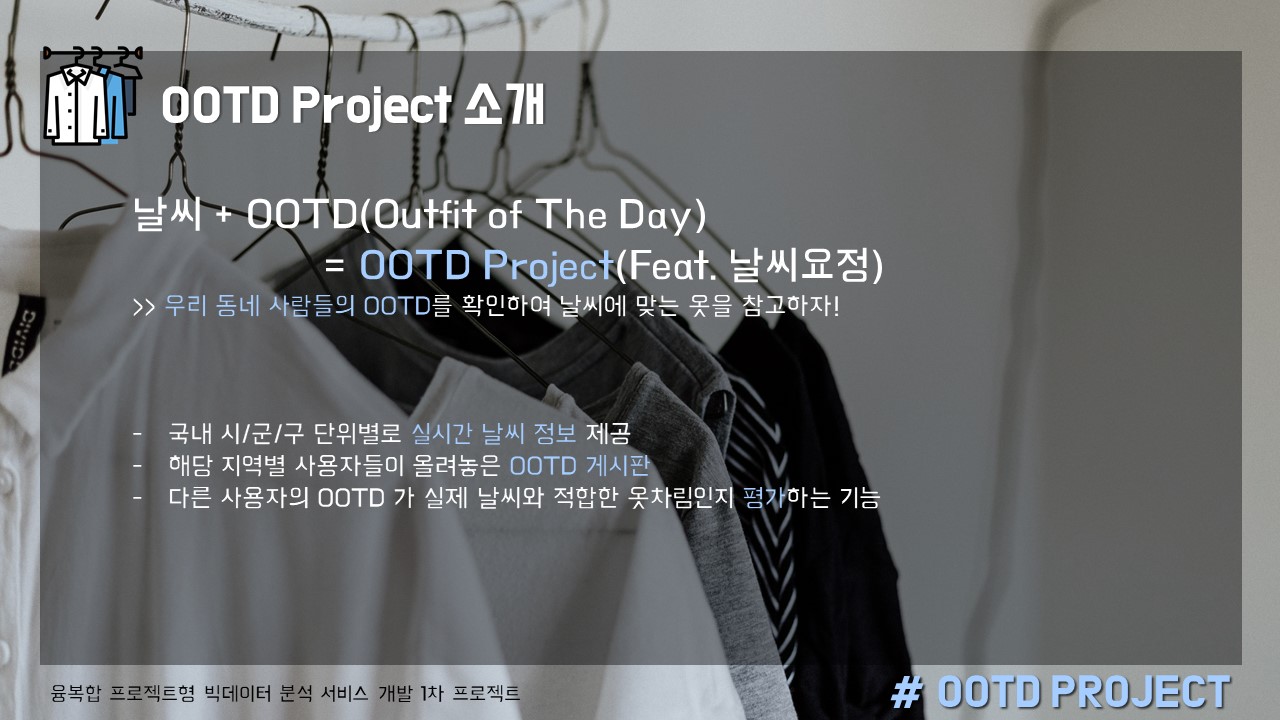 OOTD Project 소개
날씨 + OOTD(Outfit of The Day)
= OOTD Project(Feat. 날씨요정)
>> 우리 동네 사람들의 OOTD를 확인하여 날씨에 맞는 옷을 참고하자!
- 국내 시/군/구 단위별로 실시간 날씨 정보 제공
- 해당 지역별 사용자들이 올려놓은 OOTD 게시판
- 다른 사용자의 OOTD 가 실제 날씨와 적합한 옷차림인지 평가하는 기능
융복합 프로젝트형 빅데이터 분석 서비스 개발 1차 프로젝트
# OOTD PROJECT